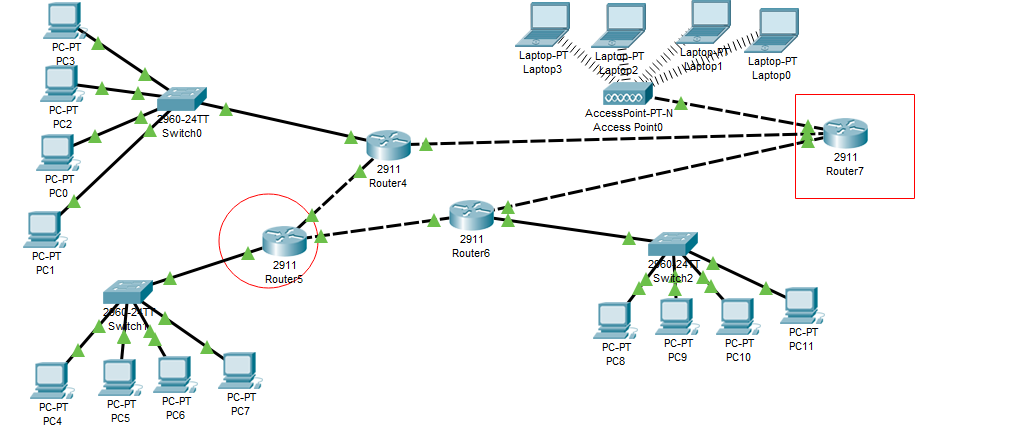 PC-PT
PC3
PC-PT
PC2
PC-PT
PC0
PC-PT
PC1
2960-24TT
Switch0
2911
Router4
Laptop-PT
Laptop3
Laptop-PT
Laptop2
Laptop-PT
Laptop1
Laptop-PT
Laptop0
AccessPoint-PT-N
Access Point0
2911
Router7
2911
Router5
2911
Router6
2960-24TT
Switch1
2960-24TT
Switch2
PC-PT
PC4
PC-PT
PC5
PC-PT
PC6
PC-PT
PC7
PC-PT
PC8
PC-PT
PC9
PC-PT
PC10
PC-PT
PC11